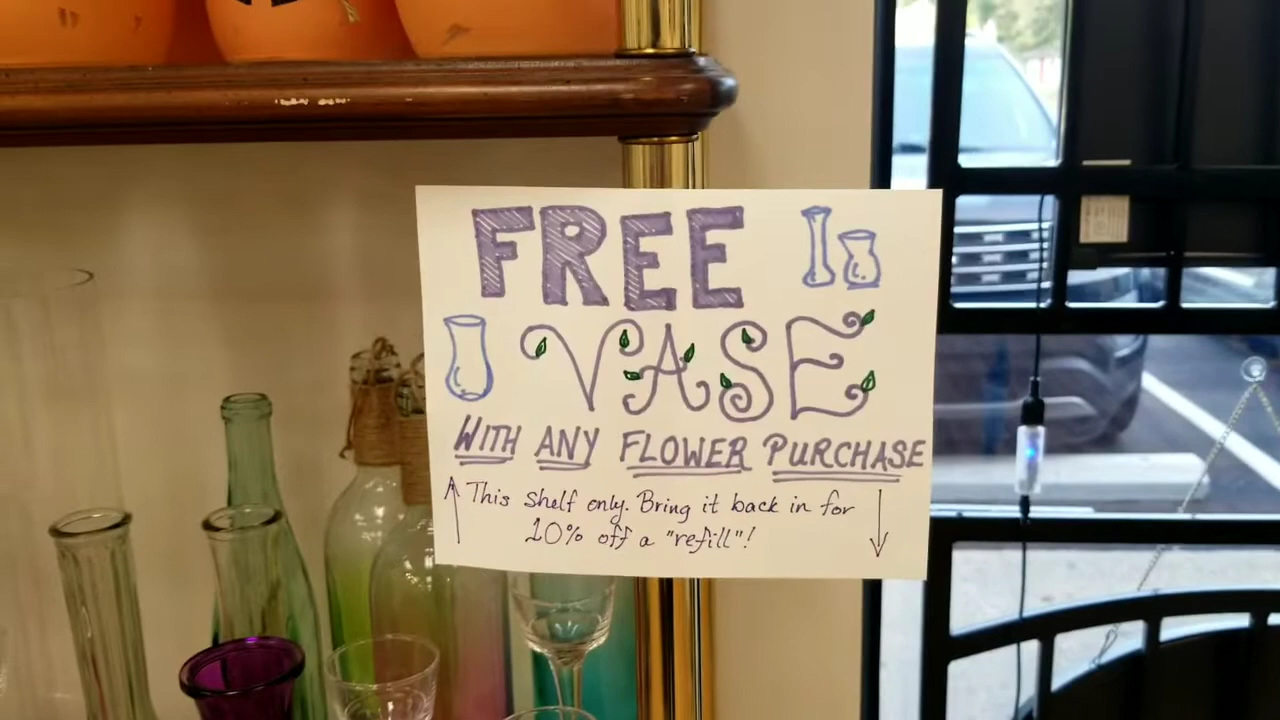 FREE
VASE
WITH ANY FLOWER PURCHASE
This shelf only. Bring it back in for
10% off a "refill"!